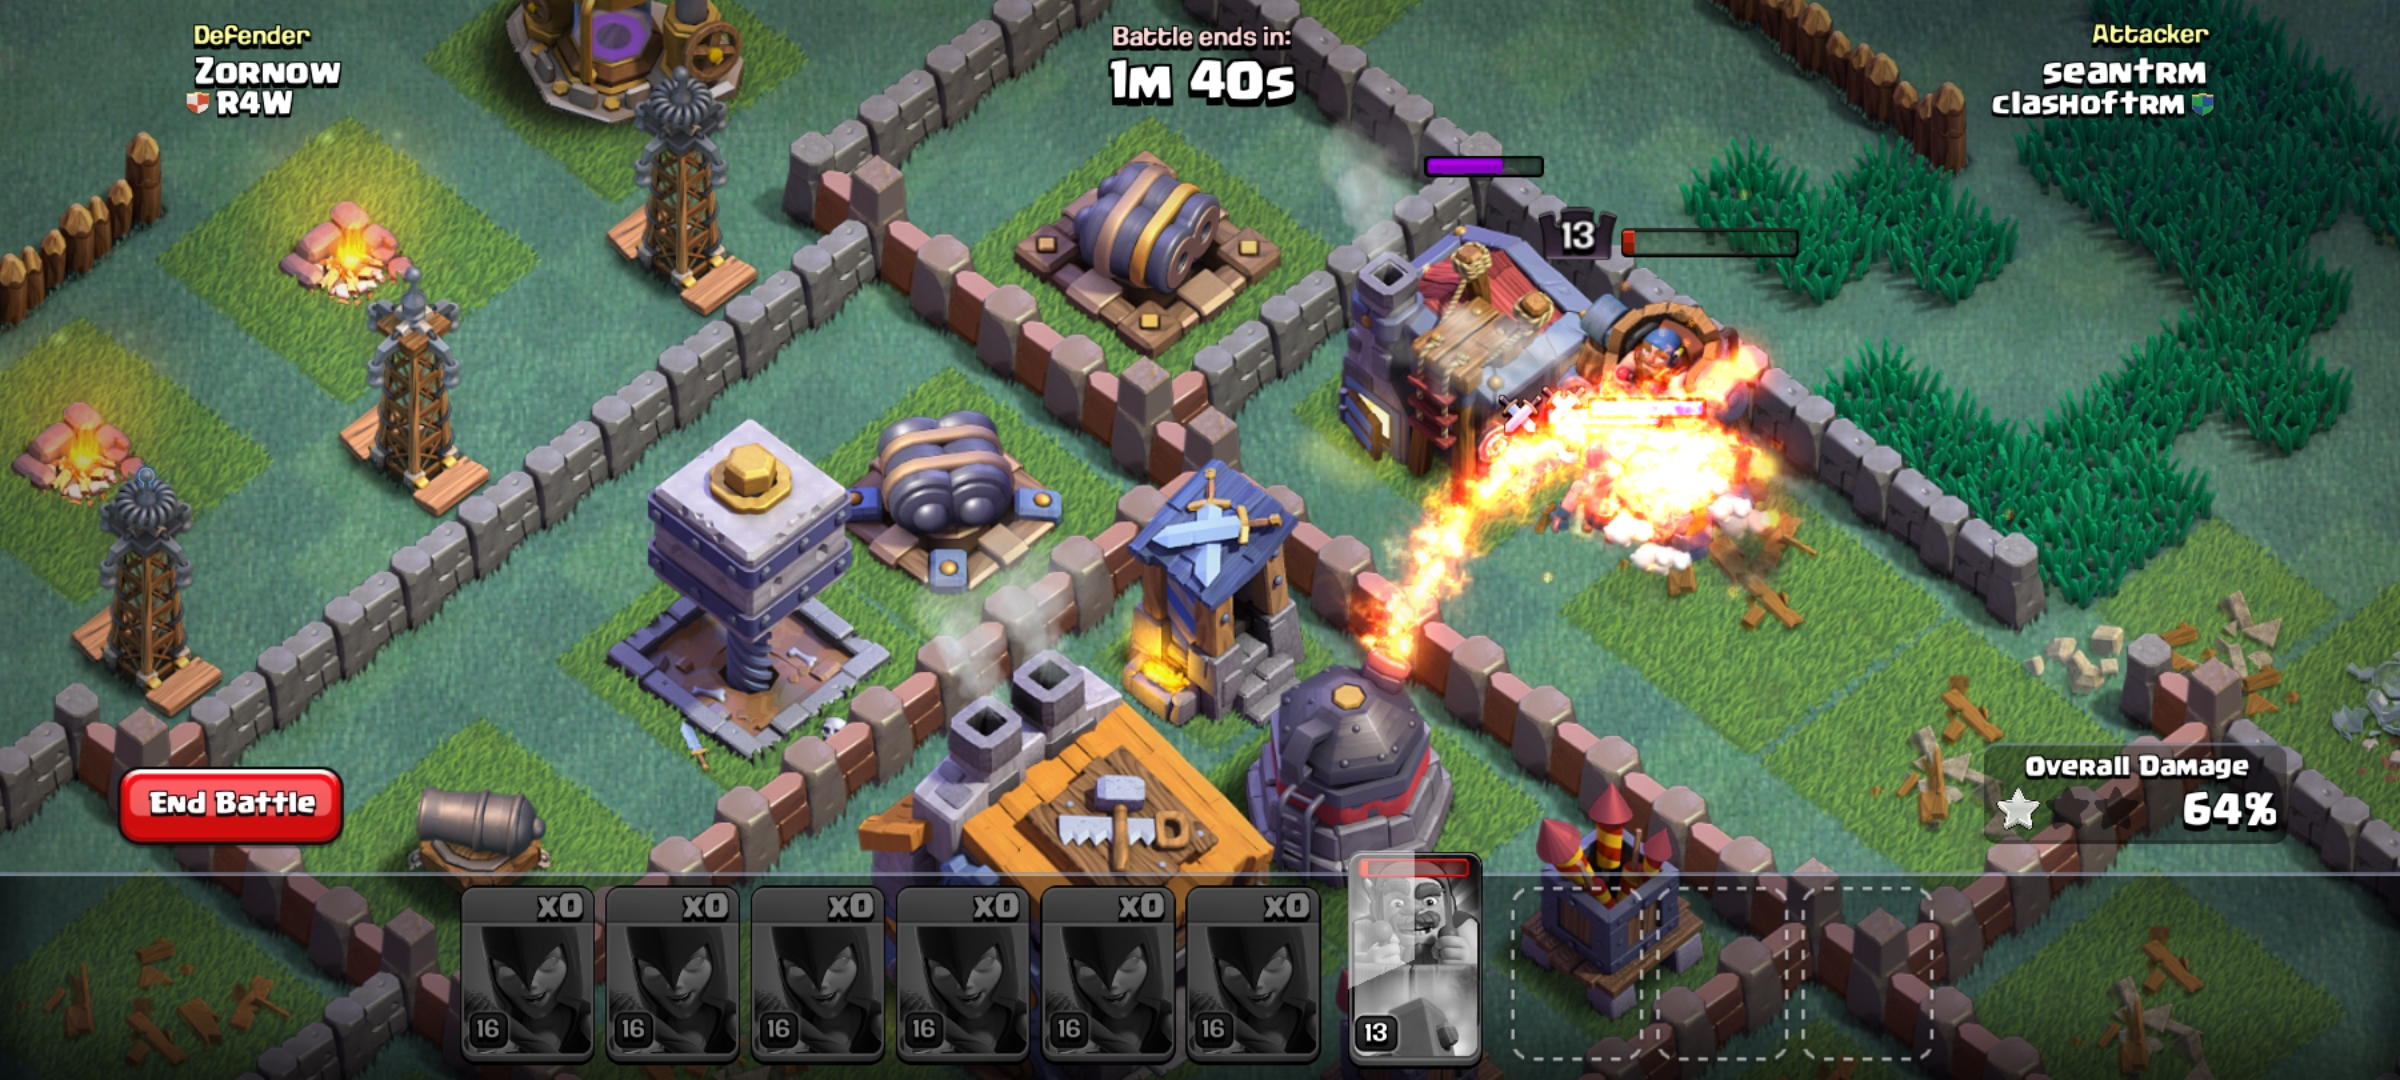 Defender
Zornow
R4W
Battle ends in:
1M 40s
Attacker
seantrm
clashoftrm
13
End Battle
Overall Damage
64%
x0
x0
x0
x0
x0
x0
16
16
16
16
16
16
13